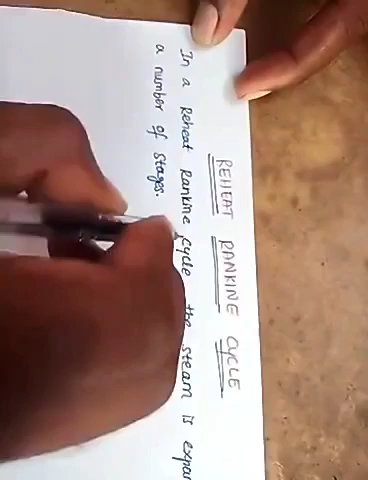 REHEAT RANKINE CYCLE
In a Reheat Rankine cycle the steam is
a number of stages.